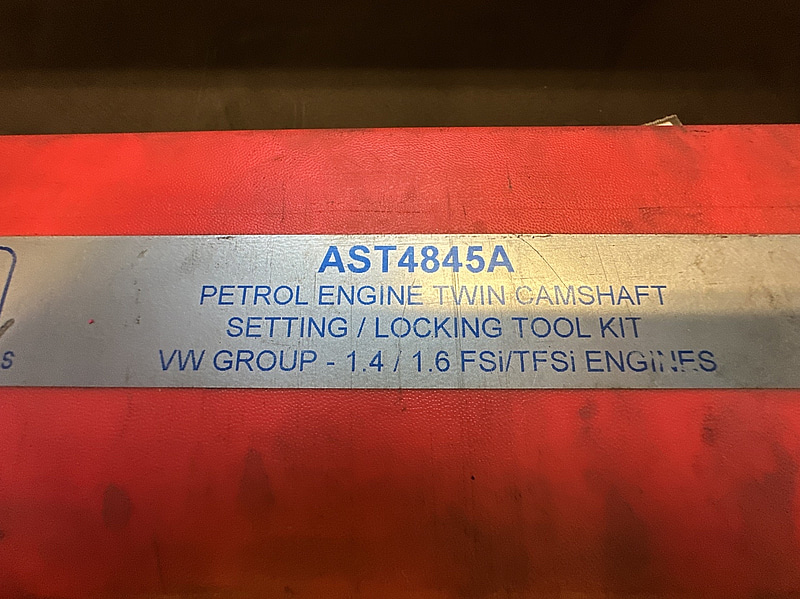 AST4845A
PETROL ENGINE TWIN CAMSHAFT
SETTING / LOCKING TOOL KIT
VW GROUP - 1.4 / 1.6 FSi/TFSi ENGINES
S